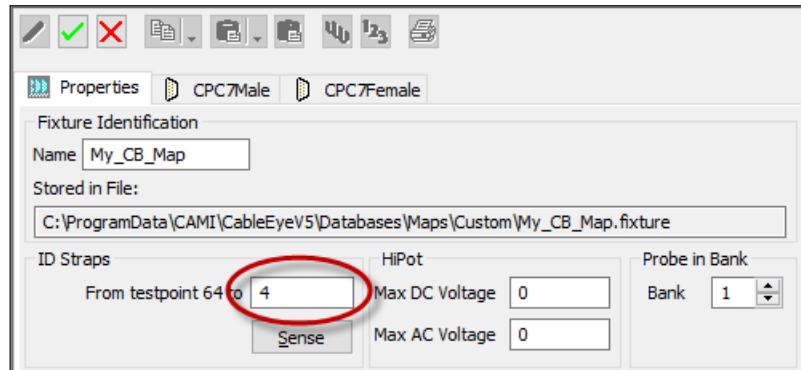 Properties CPC7Male CPC7Female
Fixture Identification
Name My_CB_Map
Stored in File:
C:\ProgramData\CAMI\CableEyeV5\Databases\Maps\Custom\My_CB_Map.fixture
ID Straps HiPot Probe in Bank
From testpoint 64 to 4 Max DC Voltage 0 Bank 1
Sense Max AC Voltage 0